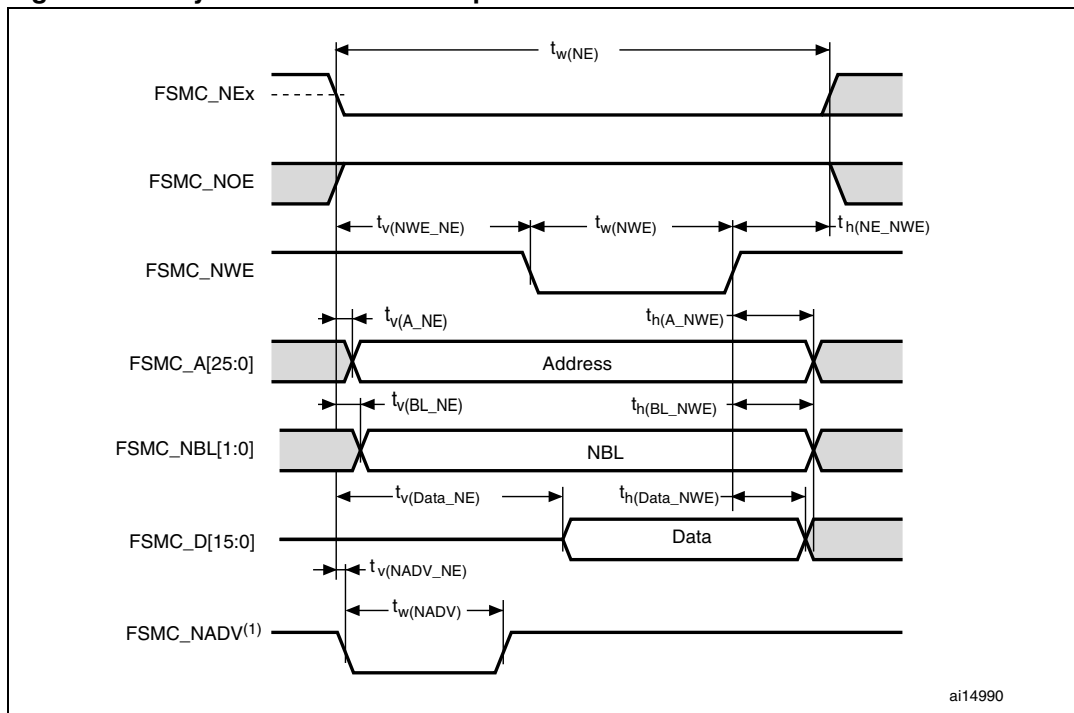 tw(NE)
FSMC_NEx
FSMC_NOE
tv(NWE_NE)
tw(NWE)
th(NE_NWE)
FSMC_NWE
tv(A_NE)
th(A_NWE)
FSMC_A[25:0]
Address
tv(BL_NE)
th(BL_NWE)
FSMC_NBL[1:0]
NBL
tv(Data_NE)
th(Data_NWE)
FSMC_D[15:0]
Data
tv(NADV_NE)
tw(NADV)
FSMC_NADV(1)
ai14990